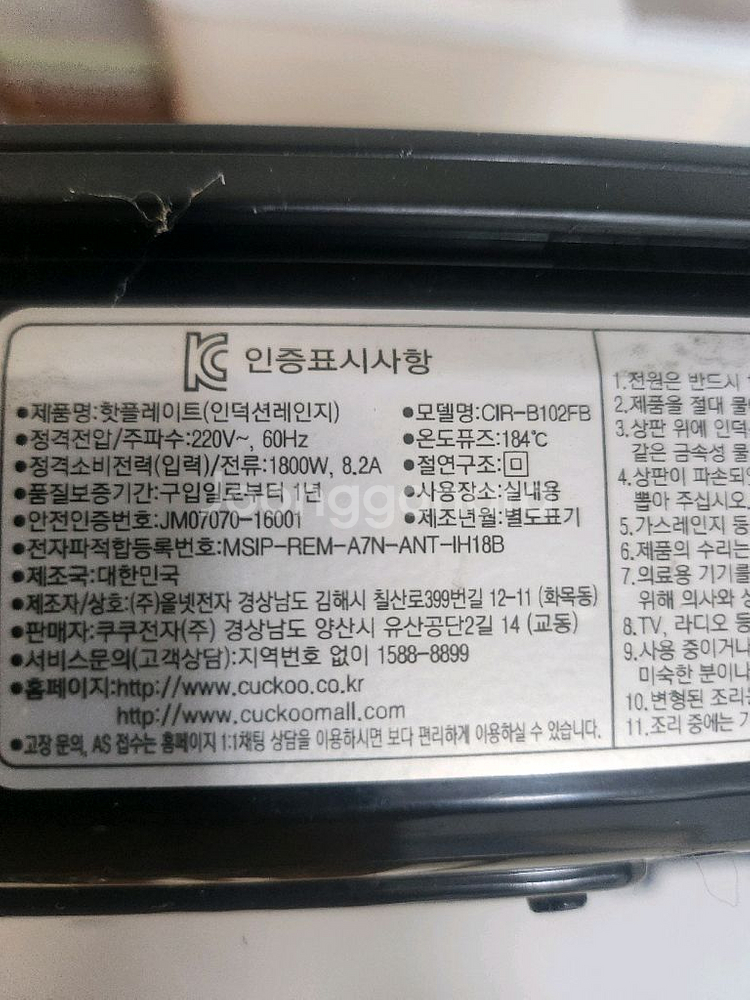 KC 인증표시사항
•제품명:핫플레이트(인덕션레인지) •모델명:CIR-B102FB
•정격전압/주파수:220V~, 60Hz •온도퓨즈:184℃
•정격소비전력(입력)/전류:1800W, 8.2A •절연구조:
•품질보증기간:구입일로부터 1년 •사용장소:실내용
•안전인증번호:JM07070-16001 •제조년월:별도표기
•전자파적합등록번호:MSIP-REM-A7N-ANT-IH18B
•제조국:대한민국
•제조자/상호:(주)올넷전자 경상남도 김해시 칠산로399번길 12-11 (화목동)
•판매자:쿠쿠전자(주) 경상남도 양산시 유산공단2길 14 (교동)
•서비스문의(고객상담):지역번호 없이 1588-8899
•홈페이지:http://www.cuckoo.co.kr
http://www.cuckoomall.com
•고장 문의, AS 접수는 홈페이지 1:1채팅 상담을 이용하시면 보다 편리하게 이용하실 수 있습니다.
1.전원은 반드시
2.제품을 절대
3.상판 위에
같은 금속성
4.상판이
뽑아 주십시오
5.가스레인지
6.제품의 수리는
7.의료용 기기를
위해 의사와
8.TV, 라디오
9.사용 중이거나
미숙한 분이나
10.변형된
11.조리 중에는